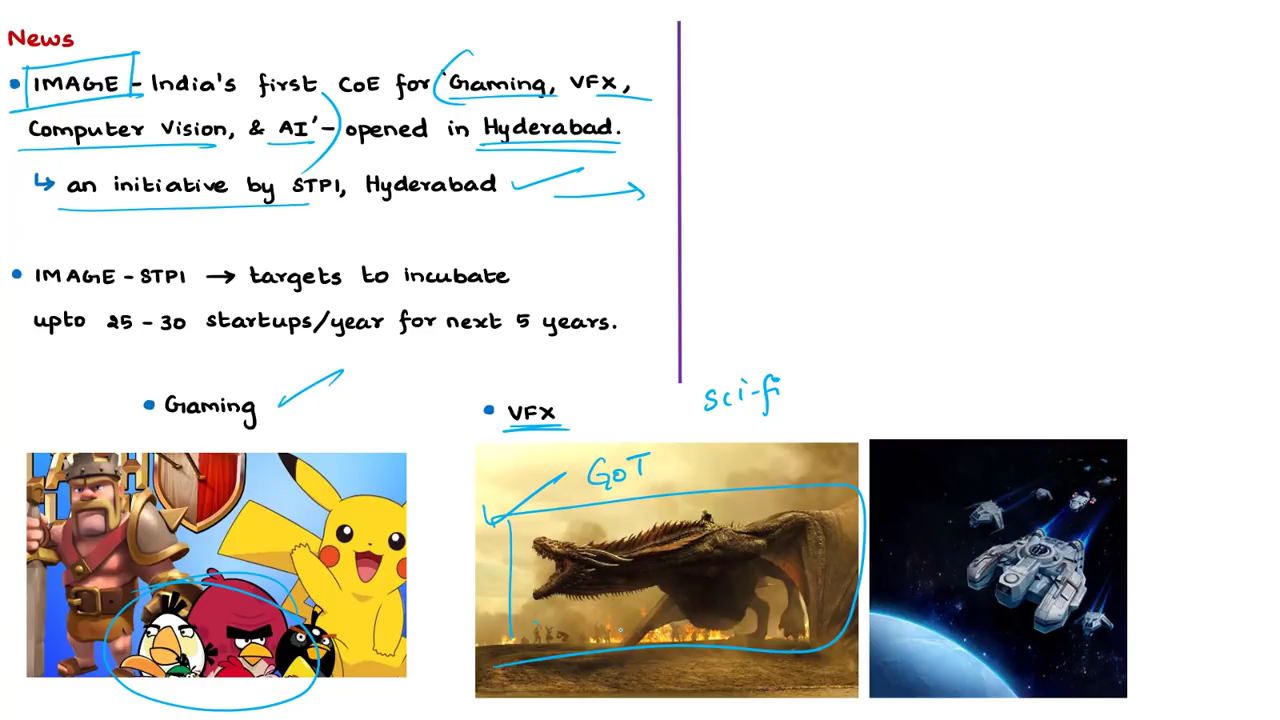 News
• IMAGE - India's first CoE for 'Gaming, VFX,
Computer Vision, & AI' - opened in Hyderabad.
↳ an initiative by STPI, Hyderabad
• IMAGE - STPI → targets to incubate
upto 25 - 30 startups/year for next 5 years.
• Gaming
• VFX
sci-fi
GOT